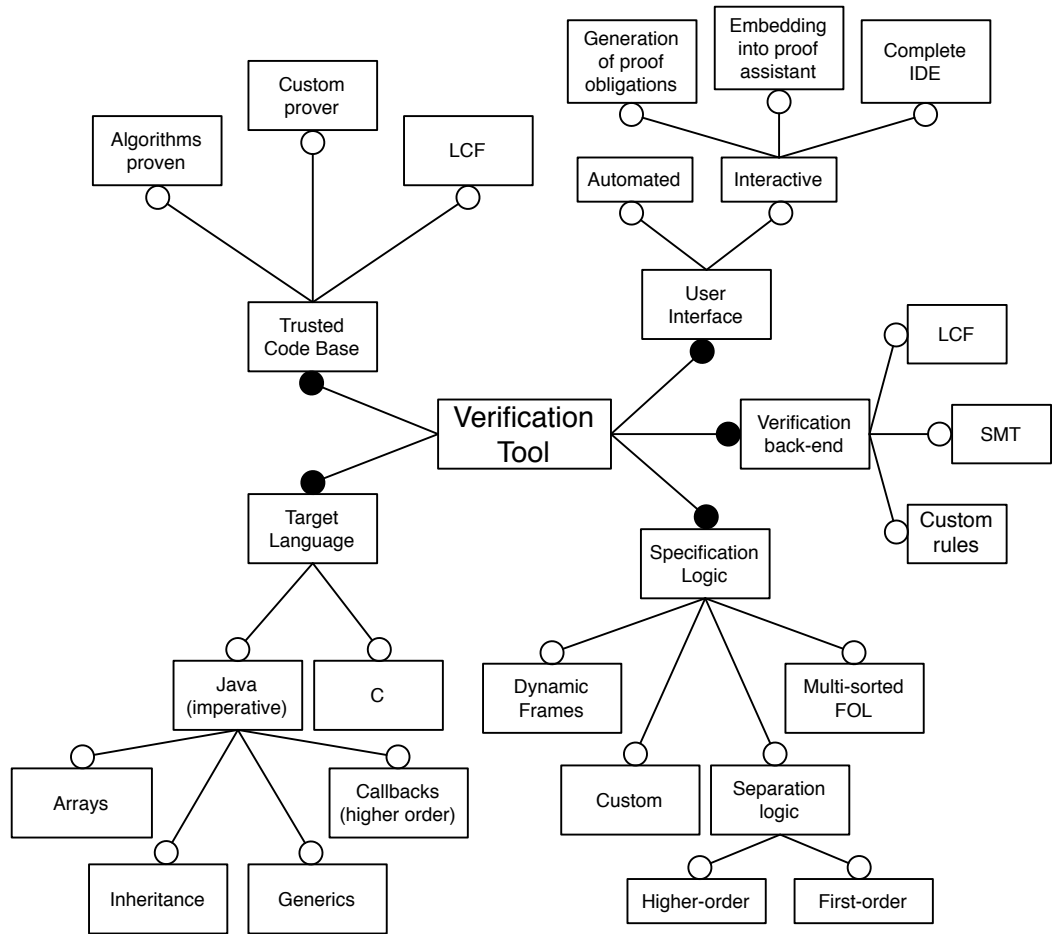 Generation
of proof
obligations
Embedding
into proof
assistant
Complete
IDE
Custom
prover
Algorithms
proven
LCF
Automated
Interactive
User
Interface
Trusted
Code Base
LCF
Verification
Tool
Verification
back-end
SMT
Target
Language
Specification
Logic
Custom
rules
Java
(imperative)
C
Dynamic
Frames
Multi-sorted
FOL
Arrays
Callbacks
(higher order)
Custom
Separation
logic
Inheritance
Generics
Higher-order
First-order